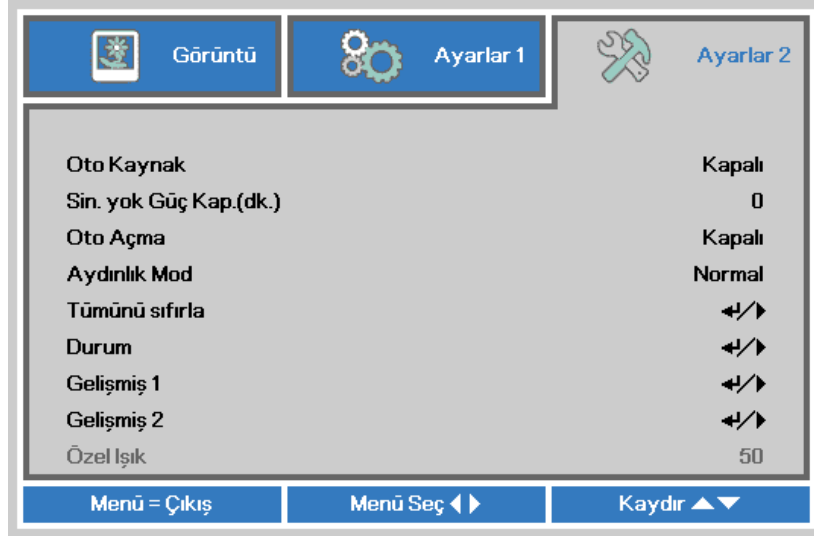 Görüntü Ayarlar 1 Ayarlar 2
Oto Kaynak Kapalı
Sin. yok Güç Kap.(dk.) 0
Oto Açma Kapalı
Aydınlık Mod Normal
Tümünü sıfırla ↵/▶
Durum ↵/▶
Gelişmiş 1 ↵/▶
Gelişmiş 2 ↵/▶
Özel Işık 50
Menü = Çıkış Menü Seç ◀▶ Kaydır ▲▼